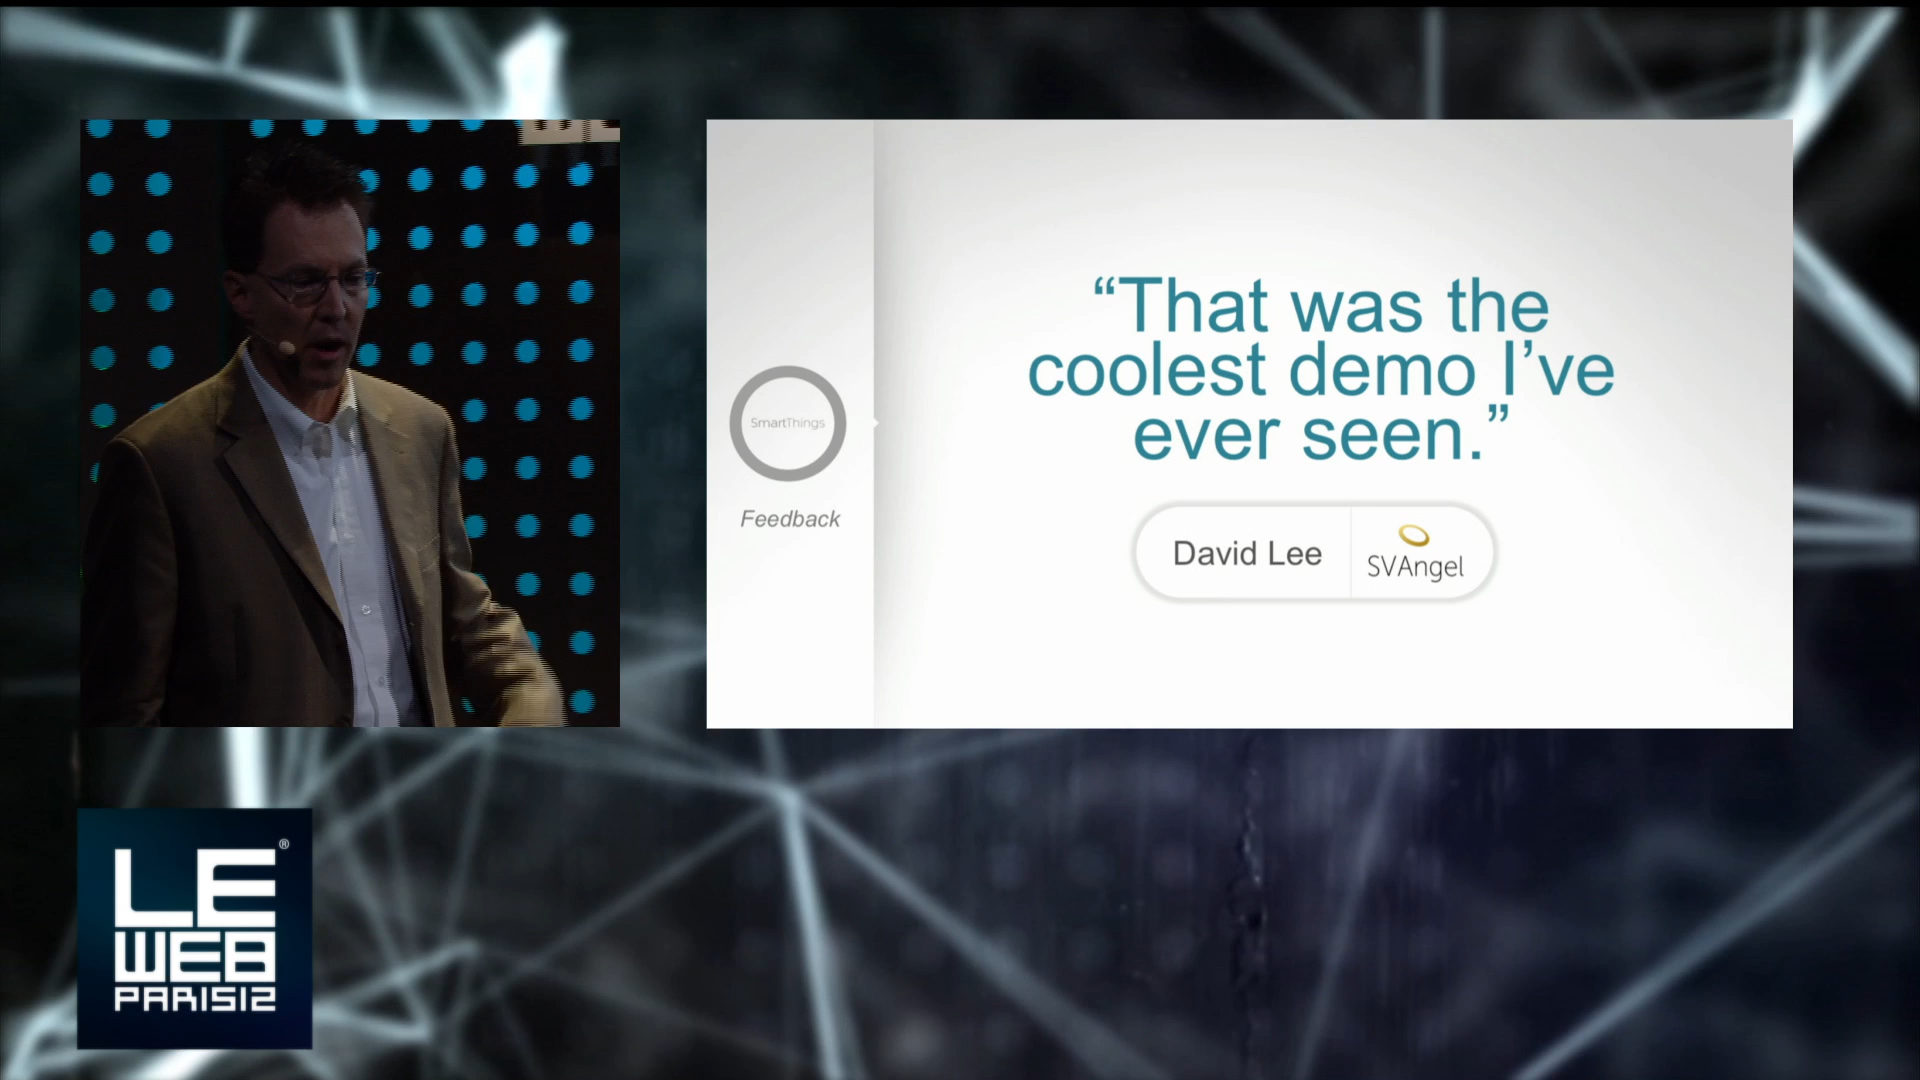 SmartThings
Feedback
“That was the
coolest demo I’ve
ever seen.”
David Lee
SVAngel
LE®
WEB
PARIS12